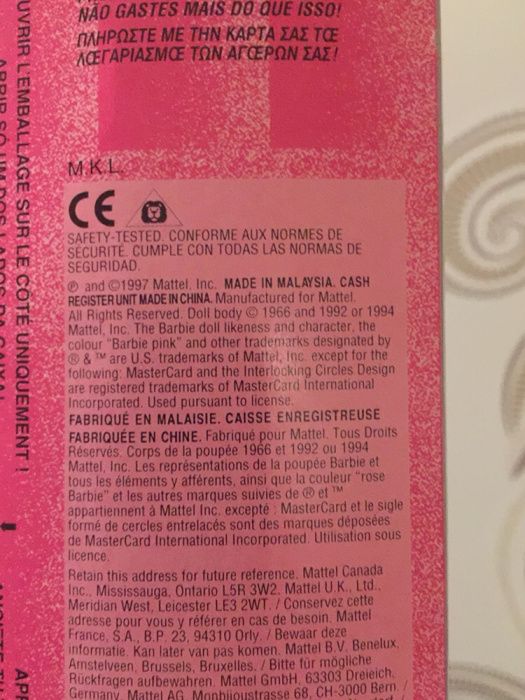 NÃO GASTES MAIS DO QUE ISSO!
ΠΛΗΡΩΣΤΕ ΜΕ ΤΗΝ ΚΑΡΤΑ ΣΑΣ ΤŒ
ΛŒΓΑΡΙΑΣΜŒ ΤΩΝ ΑΓŒΡΩΝ ΣΑΣ!
M.K.L.
CE
SAFETY-TESTED. CONFORME AUX NORMES DE
SÉCURITÉ. CUMPLE CON TODAS LAS NORMAS DE
SEGURIDAD.
℗ and ©1997 Mattel, Inc. MADE IN MALAYSIA. CASH
REGISTER UNIT MADE IN CHINA. Manufactured for Mattel.
All Rights Reserved. Doll body © 1966 and 1992 or 1994
Mattel, Inc. The Barbie doll likeness and character, the
colour "Barbie pink" and other trademarks designated by
® & ™ are U.S. trademarks of Mattel, Inc. except for the
following: MasterCard and the Interlocking Circles Design
are registered trademarks of MasterCard International
Incorporated. Used pursuant to license.
FABRIQUÉ EN MALAISIE. CAISSE ENREGISTREUSE
FABRIQUÉE EN CHINE. Fabriqué pour Mattel. Tous Droits
Réservés. Corps de la poupée 1966 et 1992 ou 1994
Mattel, Inc. Les représentations de la poupée Barbie et
tous les éléments y afférents, ainsi que la couleur "rose
Barbie" et les autres marques suivies de ® et ™
appartiennent à Mattel Inc. excepté : MasterCard et le sigle
formé de cercles entrelacés sont des marques déposées
de MasterCard International Incorporated. Utilisation sous
licence.
Retain this address for future reference. Mattel Canada
Inc., Mississauga, Ontario L5R 3W2. Mattel U.K., Ltd.,
Meridian West, Leicester LE3 2WT. / Conservez cette
adresse pour vous y référer en cas de besoin. Mattel
France, S.A., B.P. 23, 94310 Orly. / Bewaar deze
informatie. Kan later van pas komen. Mattel B.V. Benelux,
Amstelveen, Brussels, Bruxelles. / Bitte für mögliche
Rückfragen aufbewahren. Mattel GmbH, 63303 Dreieich,
Germany. Mattel AG, Monbijoustrasse 68, CH-3000 Bern /
UVRIR L'EMBALLAGE SUR LE CÔTÉ UNIQUEMENT !